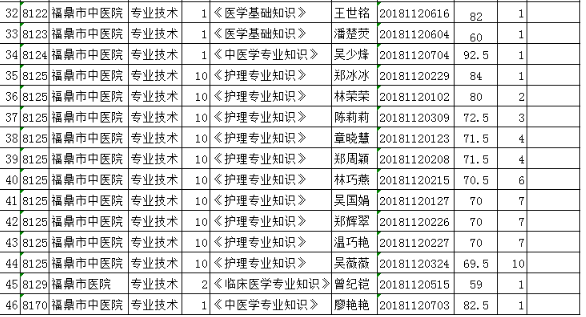 32 8122 福鼎市中医院 专业技术 1 《医学基础知识》 王世铭 20181120616 82 1
33 8123 福鼎市中医院 专业技术 1 《医学基础知识》 潘楚荧 20181120604 60 1
34 8124 福鼎市中医院 专业技术 1 《中医学专业知识》 吴少烽 20181120704 92.5 1
35 8125 福鼎市中医院 专业技术 10 《护理专业知识》 郑冰冰 20181120229 84 1
36 8125 福鼎市中医院 专业技术 10 《护理专业知识》 林荣荣 20181120102 80 2
37 8125 福鼎市中医院 专业技术 10 《护理专业知识》 陈莉莉 20181120309 72.5 3
38 8125 福鼎市中医院 专业技术 10 《护理专业知识》 章晓慧 20181120123 71.5 4
39 8125 福鼎市中医院 专业技术 10 《护理专业知识》 郑周颖 20181120208 71.5 4
40 8125 福鼎市中医院 专业技术 10 《护理专业知识》 林巧燕 20181120215 70.5 6
41 8125 福鼎市中医院 专业技术 10 《护理专业知识》 吴国娟 20181120127 70 7
42 8125 福鼎市中医院 专业技术 10 《护理专业知识》 郑辉翠 20181120226 70 7
43 8125 福鼎市中医院 专业技术 10 《护理专业知识》 温巧艳 20181120227 70 7
44 8125 福鼎市中医院 专业技术 10 《护理专业知识》 吴薇薇 20181120324 69.5 10
45 8129 福鼎市医院 专业技术 2 《临床医学专业知识》 曾纪铠 20181120515 59 1
46 8170 福鼎市中医院 专业技术 1 《中医学专业知识》 廖艳艳 20181120703 82.5 1